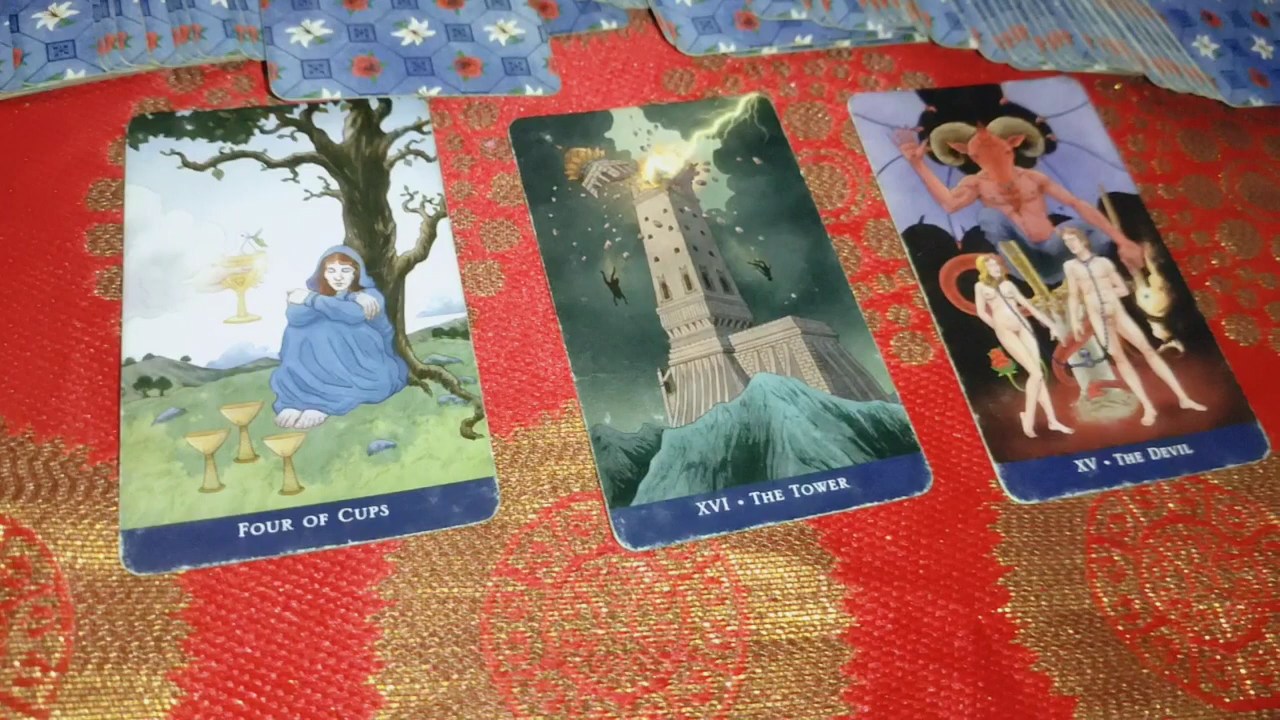 FOUR OF CUPS
XVI • THE TOWER
XV • THE DEVIL